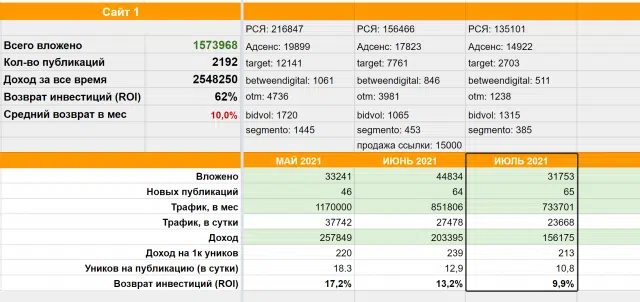 Сайт 1
РСЯ: 216847 РСЯ: 156466 РСЯ: 135101
Всего вложено 1573968 Адсенс: 19899 Адсенс: 17823 Адсенс: 14922
Кол-во публикаций 2192 target: 12141 target: 7761 target: 2703
Доход за все время 2548250 betweendigital: 1061 betweendigital: 846 betweendigital: 511
Возврат инвестиций (ROI) 62% otm: 4736 otm: 3981 otm: 1238
Средний возврат в мес 10,0% bidvol: 1720 bidvol: 1065 bidvol: 1315
segmento: 1445 segmento: 453 segmento: 385
продажа ссылки: 15000
МАЙ 2021 ИЮНЬ 2021 ИЮЛЬ 2021
Вложено 33241 44834 31753
Новых публикаций 46 64 65
Трафик, в мес 1170000 851806 733701
Трафик, в сутки 37742 27478 23668
Доход 257849 203395 156175
Доход на 1к уников 220 239 213
Уников на публикацию (в сутки) 18.3 12,9 10,8
Возврат инвестиций (ROI) 17,2% 13,2% 9,9%